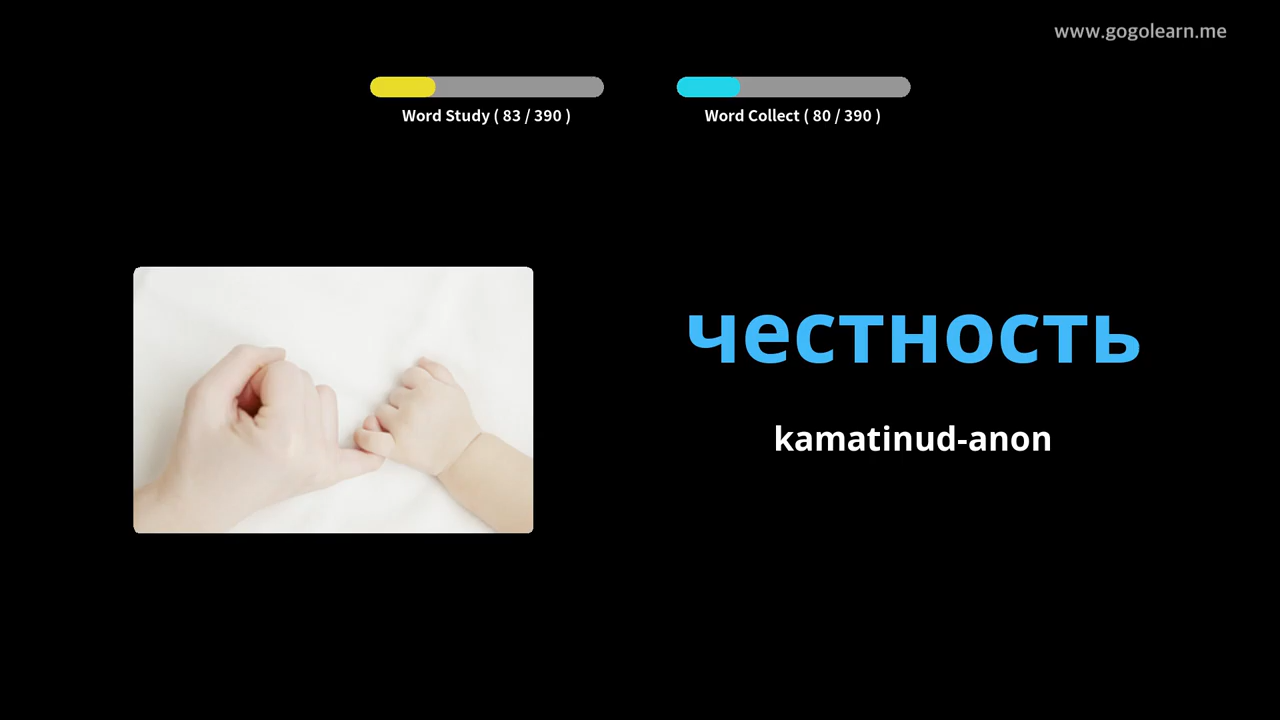 www.gogolearn.me
Word Study ( 83 / 390 )
Word Collect ( 80 / 390 )
честность
kamatinud-anon